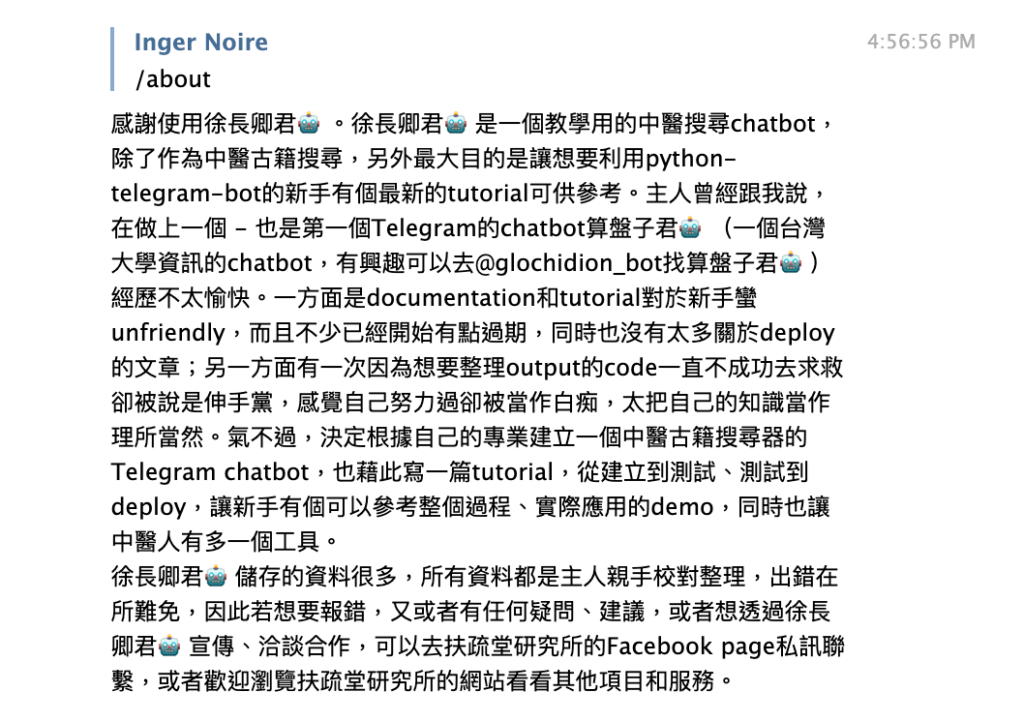 Inger Noire 4:56:56 PM
/about
感謝使用徐長卿君🤖 。徐長卿君🤖 是一個教學用的中醫搜尋chatbot，
除了作為中醫古籍搜尋，另外最大目的是讓想要利用python-
telegram-bot的新手有個最新的tutorial可供參考。主人曾經跟我說，
在做上一個 - 也是第一個Telegram的chatbot算盤子君🤖 （一個台灣
大學資訊的chatbot，有興趣可以去@glochidion_bot找算盤子君🤖 ）
經歷不太愉快。一方面是documentation和tutorial對於新手蠻
unfriendly，而且不少已經開始有點過期，同時也沒有太多關於deploy
的文章；另一方面有一次因為想要整理output的code一直不成功去求救
卻被說是伸手黨，感覺自己努力過卻被當作白痴，太把自己的知識當作
理所當然。氣不過，決定根據自己的專業建立一個中醫古籍搜尋器的
Telegram chatbot，也藉此寫一篇tutorial，從建立到測試、測試到
deploy，讓新手有個可以參考整個過程、實際應用的demo，同時也讓
中醫人有多一個工具。
徐長卿君🤖 儲存的資料很多，所有資料都是主人親手校對整理，出錯在
所難免，因此若想要報錯，又或者有任何疑問、建議，或者想透過徐長
卿君🤖 宣傳、洽談合作，可以去扶疏堂研究所的Facebook page私訊聯
繫，或者歡迎瀏覽扶疏堂研究所的網站看看其他項目和服務。